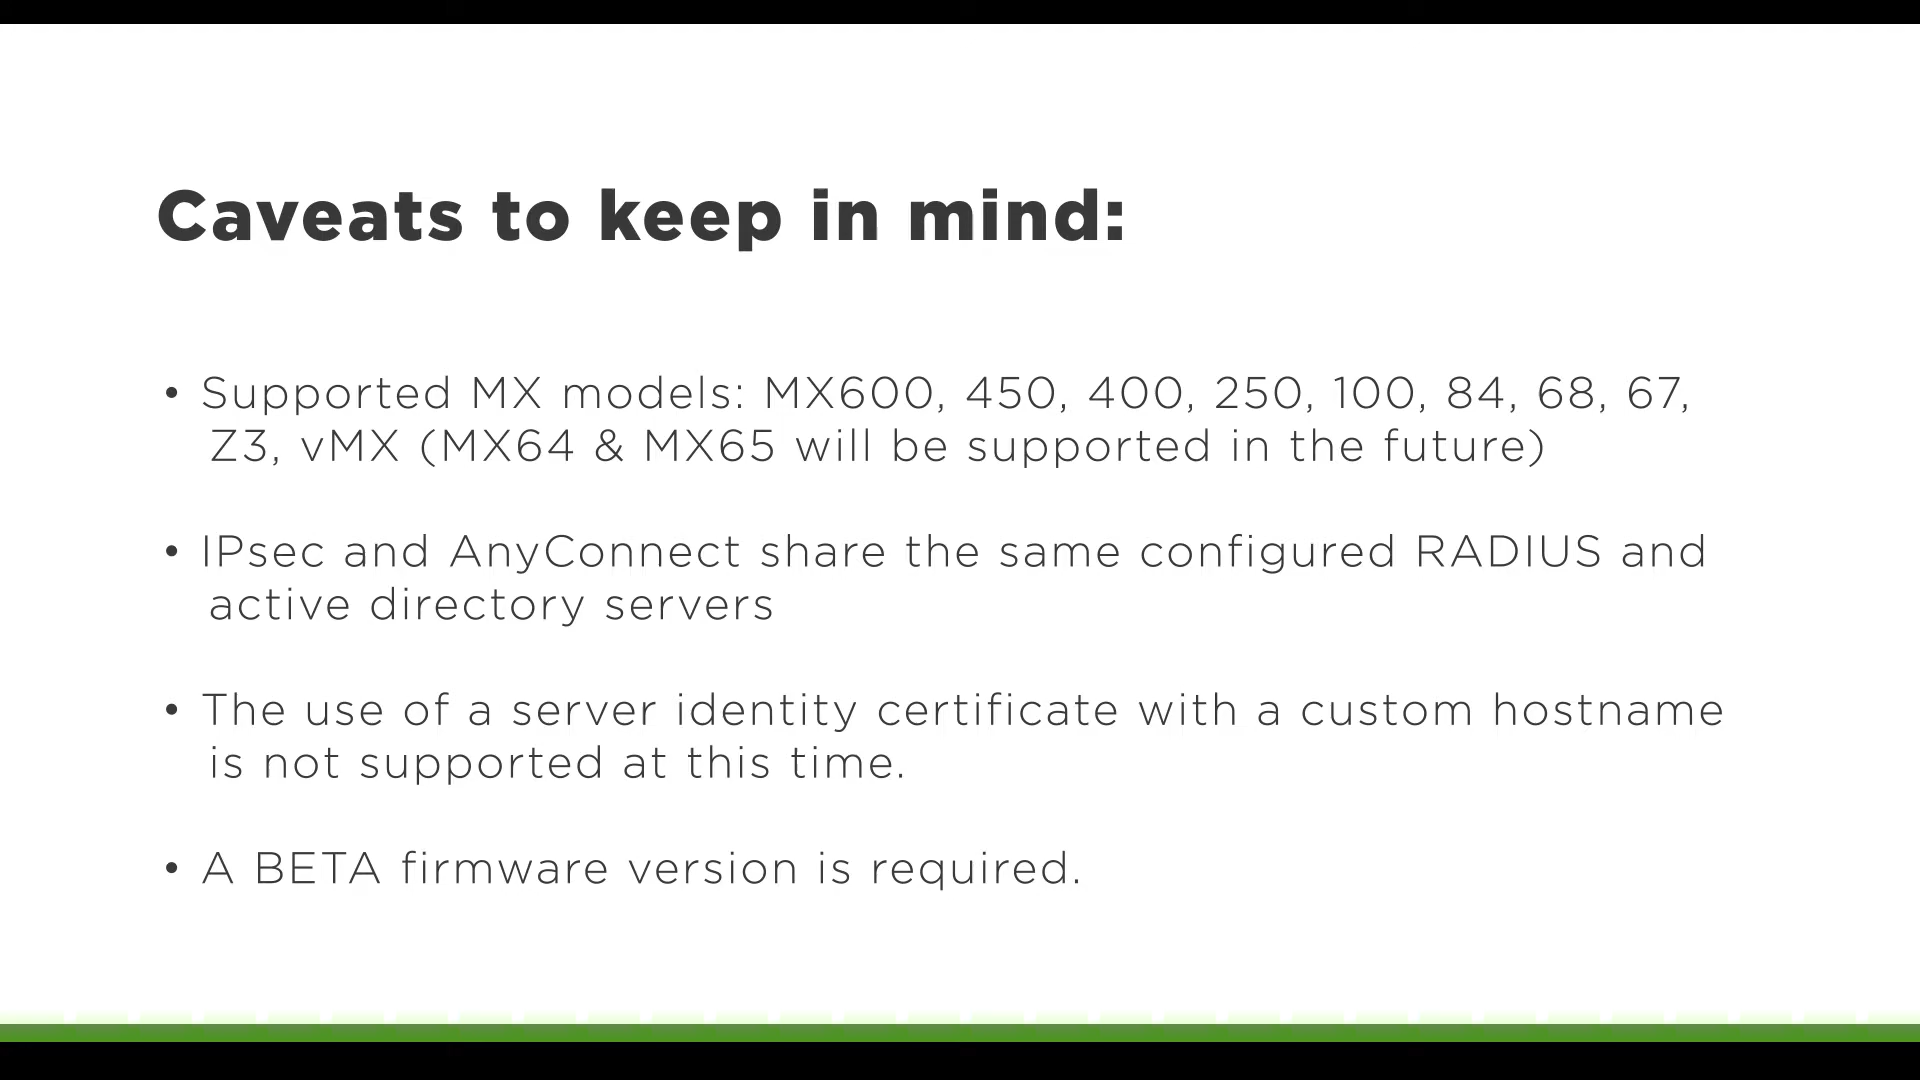 Caveats to keep in mind:
• Supported MX models: MX600, 450, 400, 250, 100, 84, 68, 67,
Z3, vMX (MX64 & MX65 will be supported in the future)
• IPsec and AnyConnect share the same configured RADIUS and
active directory servers
• The use of a server identity certificate with a custom hostname
is not supported at this time.
• A BETA firmware version is required.